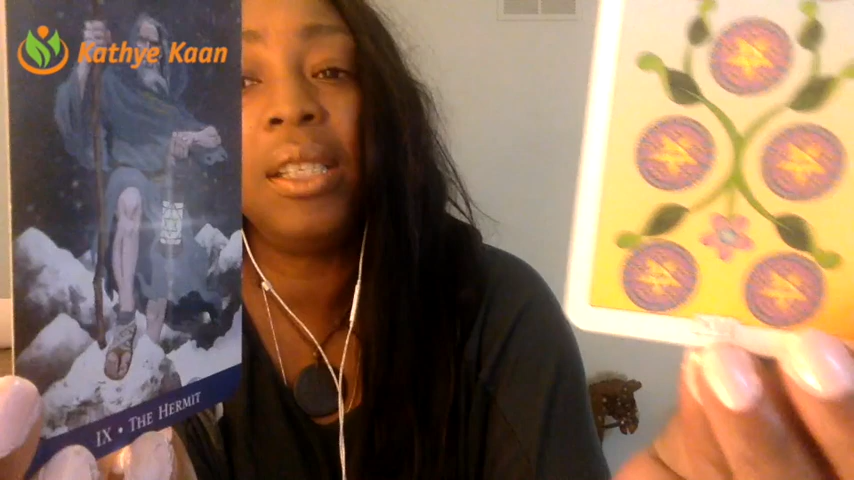 Kathye Kaan
IX • THE HERMIT